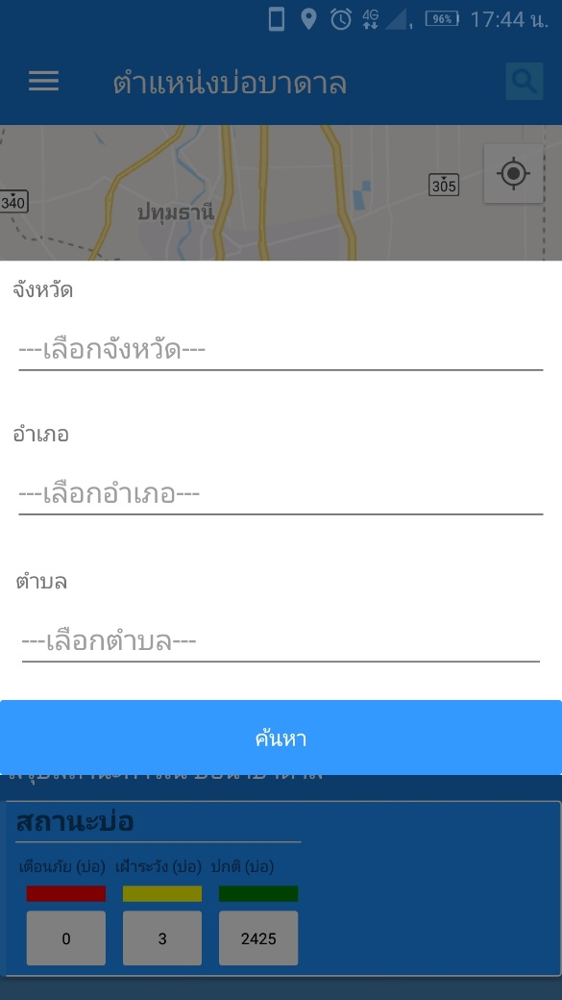 4G
96%
17:44 น.
ตำแหน่งบ่อบาดาล
340
305
ปทุมธานี
จังหวัด
---เลือกจังหวัด---
อำเภอ
---เลือกอำเภอ---
ตำบล
---เลือกตำบล---
ค้นหา
สถานะบ่อ
เตือนภัย (บ่อ) เฝ้าระวัง (บ่อ) ปกติ (บ่อ)
0 3 2425